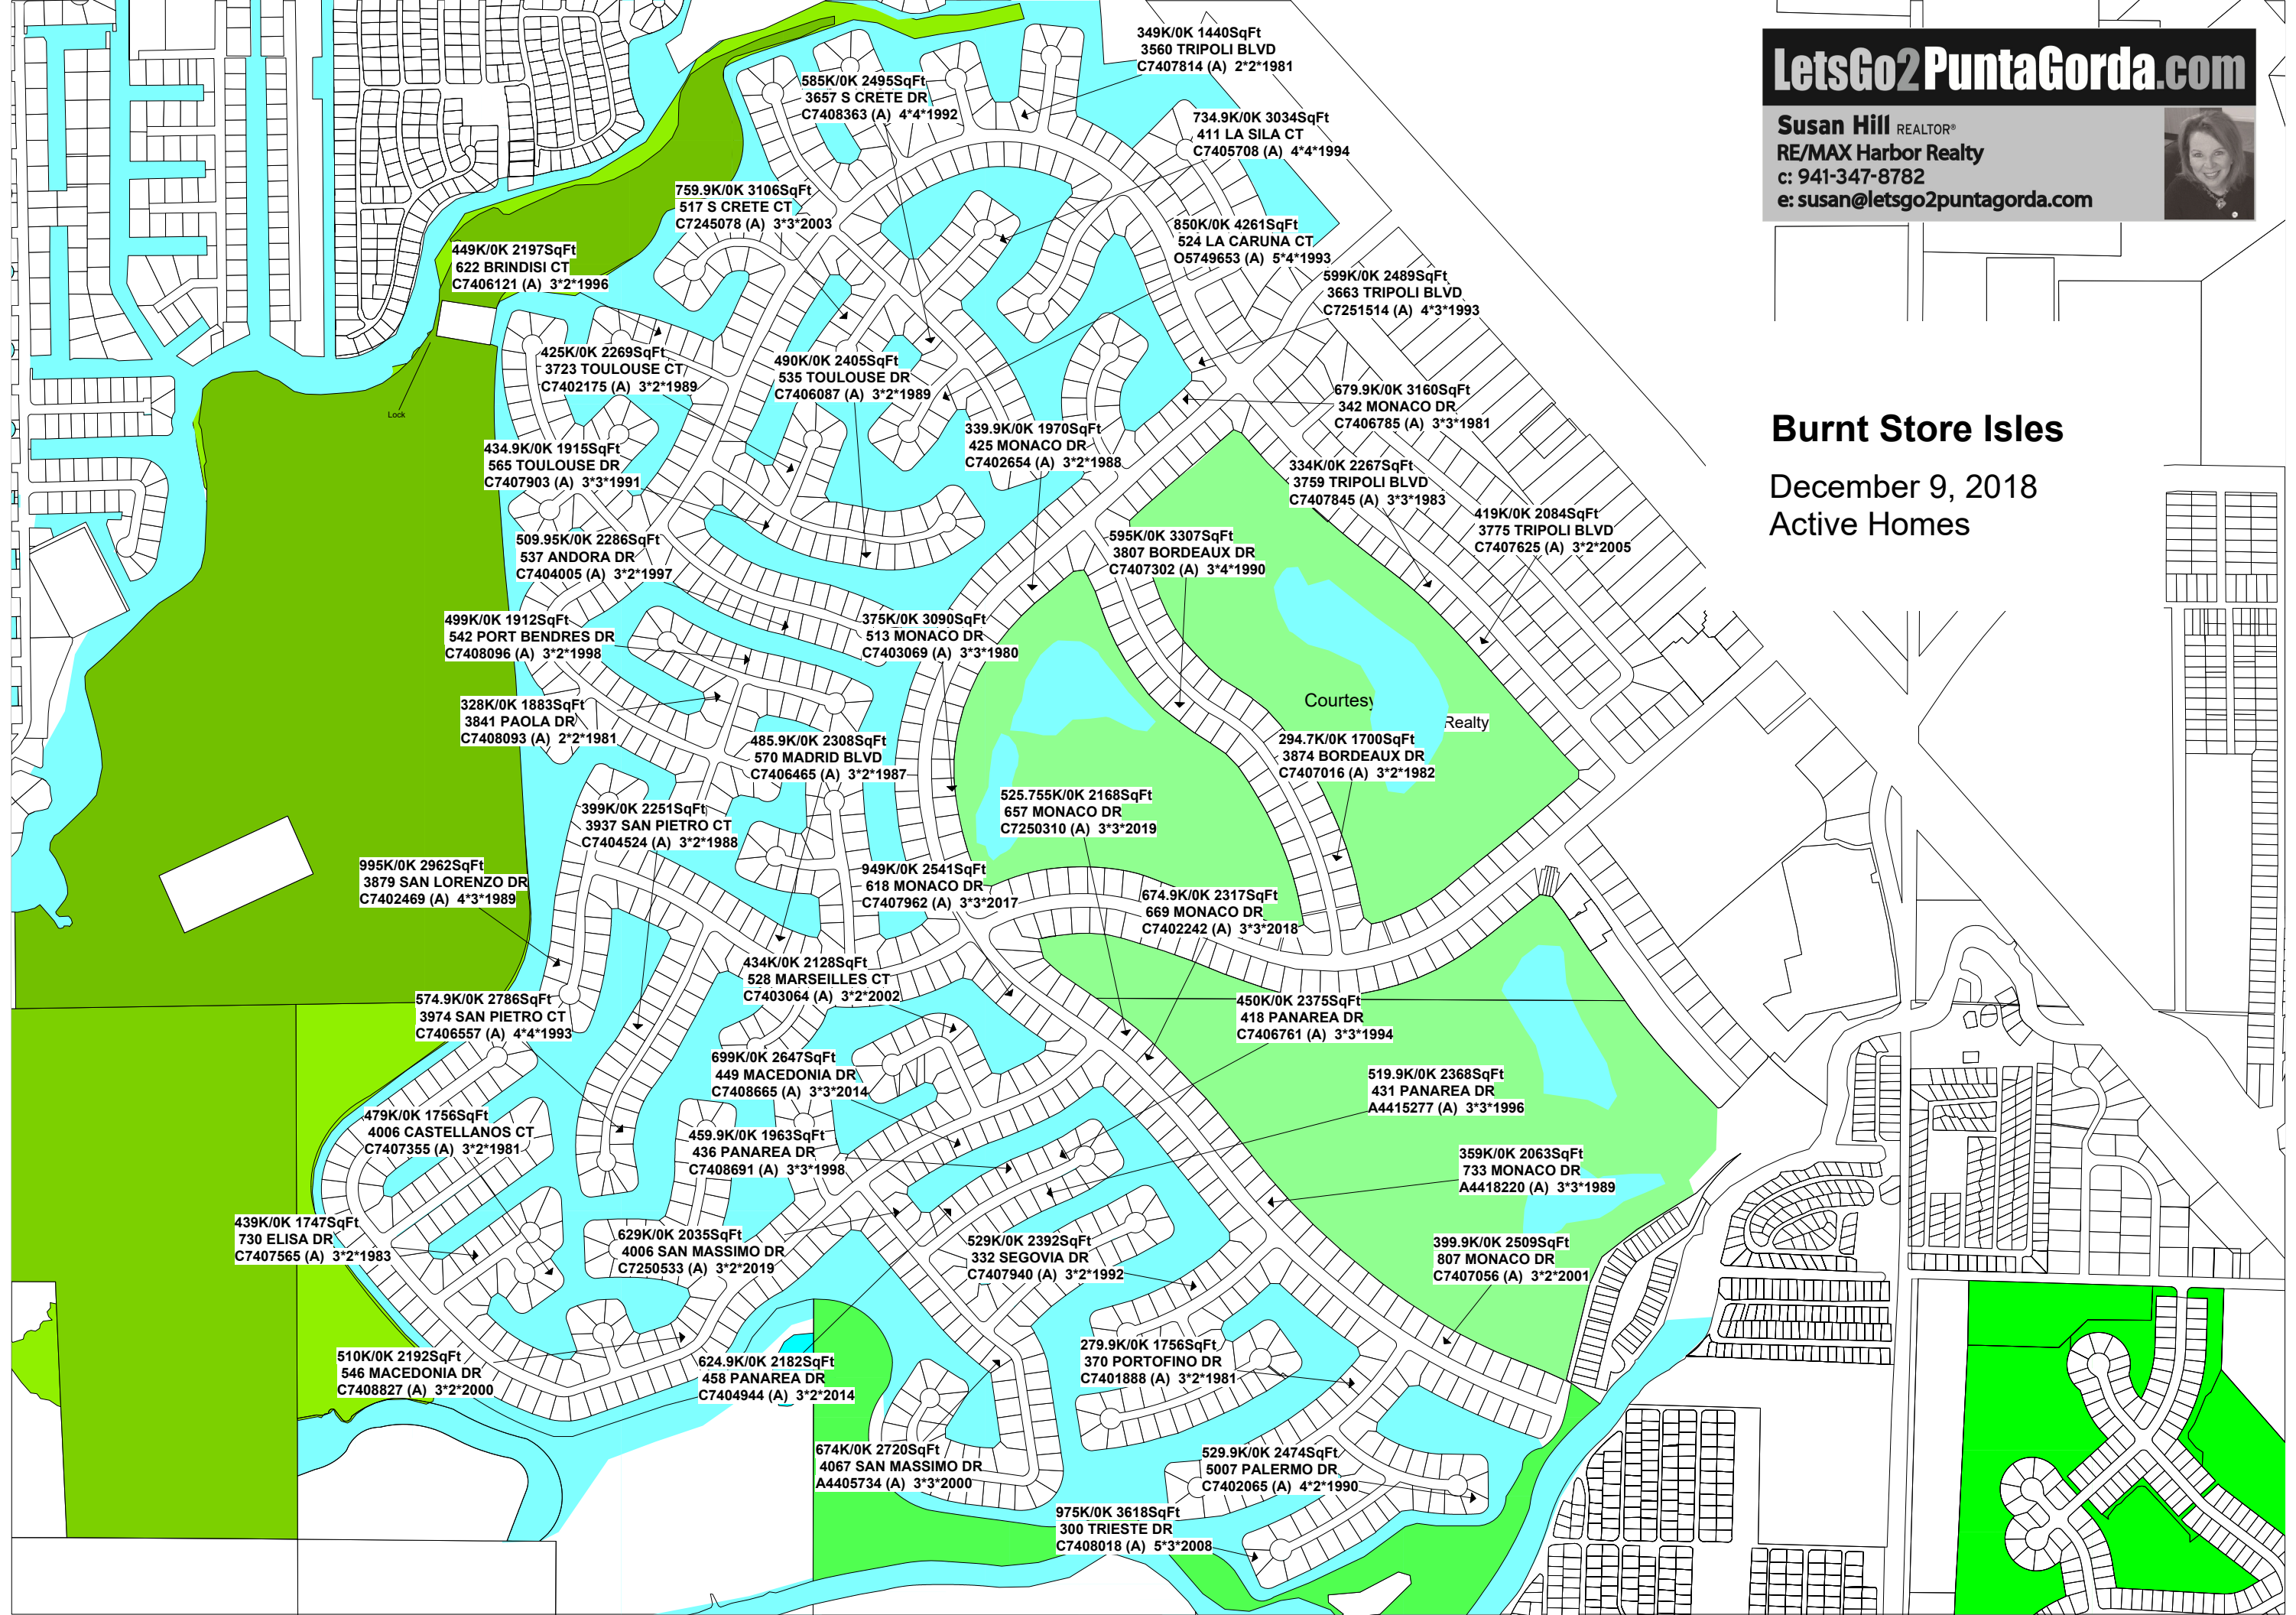 LetsGo2PuntaGorda.com
Susan Hill REALTOR®
RE/MAX Harbor Realty
c: 941-347-8782
e: susan@letsgo2puntagorda.com
Burnt Store Isles
December 9, 2018
Active Homes
349K/0K 1440SqFt
3560 TRIPOLI BLVD
C7407814 (A) 2*2*1981
585K/0K 2495SqFt
3657 S CRETE DR
C7408363 (A) 4*4*1992
734.9K/0K 3034SqFt
411 LA SILA CT
C7405708 (A) 4*4*1994
759.9K/0K 3106SqFt
517 S CRETE CT
C7245078 (A) 3*3*2003
850K/0K 4261SqFt
524 LA CARUNA CT
O5749653 (A) 5*4*1993
449K/0K 2197SqFt
622 BRINDISI CT
C7406121 (A) 3*2*1996
599K/0K 2489SqFt
3663 TRIPOLI BLVD
C7251514 (A) 4*3*1993
425K/0K 2269SqFt
3723 TOULOUSE CT
C7402175 (A) 3*2*1989
490K/0K 2405SqFt
535 TOULOUSE DR
C7406087 (A) 3*2*1989
679.9K/0K 3160SqFt
342 MONACO DR
C7406785 (A) 3*3*1981
Lock
339.9K/0K 1970SqFt
425 MONACO DR
C7402654 (A) 3*2*1988
434.9K/0K 1915SqFt
565 TOULOUSE DR
C7407903 (A) 3*3*1991
334K/0K 2267SqFt
3759 TRIPOLI BLVD
C7407845 (A) 3*3*1983
419K/0K 2084SqFt
3775 TRIPOLI BLVD
C7407625 (A) 3*2*2005
509.95K/0K 2286SqFt
537 ANDORA DR
C7404005 (A) 3*2*1997
595K/0K 3307SqFt
3807 BORDEAUX DR
C7407302 (A) 3*4*1990
499K/0K 1912SqFt
542 PORT BENDRES DR
C7408096 (A) 3*2*1998
375K/0K 3090SqFt
513 MONACO DR
C7403069 (A) 3*3*1980
328K/0K 1883SqFt
3841 PAOLA DR
C7408093 (A) 2*2*1981
Courtesy
Realty
485.9K/0K 2308SqFt
570 MADRID BLVD
C7406465 (A) 3*2*1987
294.7K/0K 1700SqFt
3874 BORDEAUX DR
C7407016 (A) 3*2*1982
525.755K/0K 2168SqFt
657 MONACO DR
C7250310 (A) 3*3*2019
399K/0K 2251SqFt
3937 SAN PIETRO CT
C7404524 (A) 3*2*1988
995K/0K 2962SqFt
3879 SAN LORENZO DR
C7402469 (A) 4*3*1989
949K/0K 2541SqFt
618 MONACO DR
C7407962 (A) 3*3*2017
674.9K/0K 2317SqFt
669 MONACO DR
C7402242 (A) 3*3*2018
434K/0K 2128SqFt
528 MARSEILLES CT
C7403064 (A) 3*2*2002
574.9K/0K 2786SqFt
3974 SAN PIETRO CT
C7406557 (A) 4*4*1993
450K/0K 2375SqFt
418 PANAREA DR
C7406761 (A) 3*3*1994
699K/0K 2647SqFt
449 MACEDONIA DR
C7408665 (A) 3*3*2014
519.9K/0K 2368SqFt
431 PANAREA DR
A4415277 (A) 3*3*1996
479K/0K 1756SqFt
4006 CASTELLANOS CT
C7407355 (A) 3*2*1981
459.9K/0K 1963SqFt
436 PANAREA DR
C7408691 (A) 3*3*1998
359K/0K 2063SqFt
733 MONACO DR
A4418220 (A) 3*3*1989
439K/0K 1747SqFt
730 ELISA DR
C7407565 (A) 3*2*1983
629K/0K 2035SqFt
4006 SAN MASSIMO DR
C7250533 (A) 3*2*2019
529K/0K 2392SqFt
332 SEGOVIA DR
C7407940 (A) 3*2*1992
399.9K/0K 2509SqFt
807 MONACO DR
C7407056 (A) 3*2*2001
510K/0K 2192SqFt
546 MACEDONIA DR
C7408827 (A) 3*2*2000
624.9K/0K 2182SqFt
458 PANAREA DR
C7404944 (A) 3*2*2014
279.9K/0K 1756SqFt
370 PORTOFINO DR
C7401888 (A) 3*2*1981
674K/0K 2720SqFt
4067 SAN MASSIMO DR
A4405734 (A) 3*3*2000
529.9K/0K 2474SqFt
5007 PALERMO DR
C7402065 (A) 4*2*1990
975K/0K 3618SqFt
300 TRIESTE DR
C7408018 (A) 5*3*2008